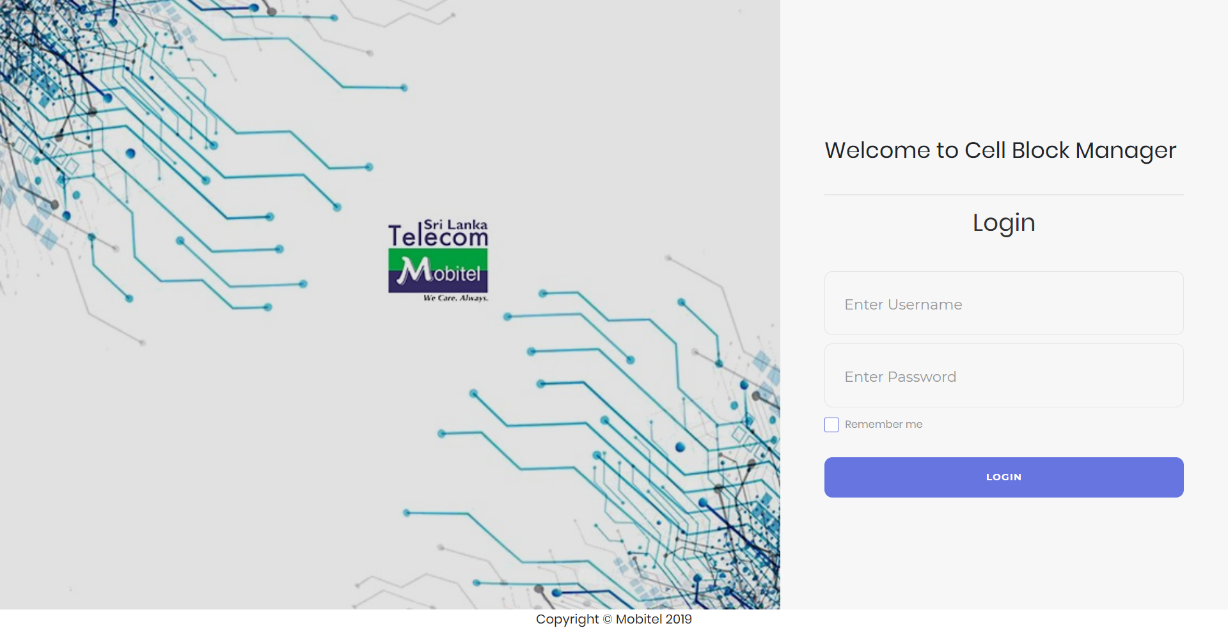 Sri Lanka
Telecom
Mobitel
We Care. Always.
Welcome to Cell Block Manager
Login
Enter Username
Enter Password
Remember me
LOGIN
Copyright © Mobitel 2019